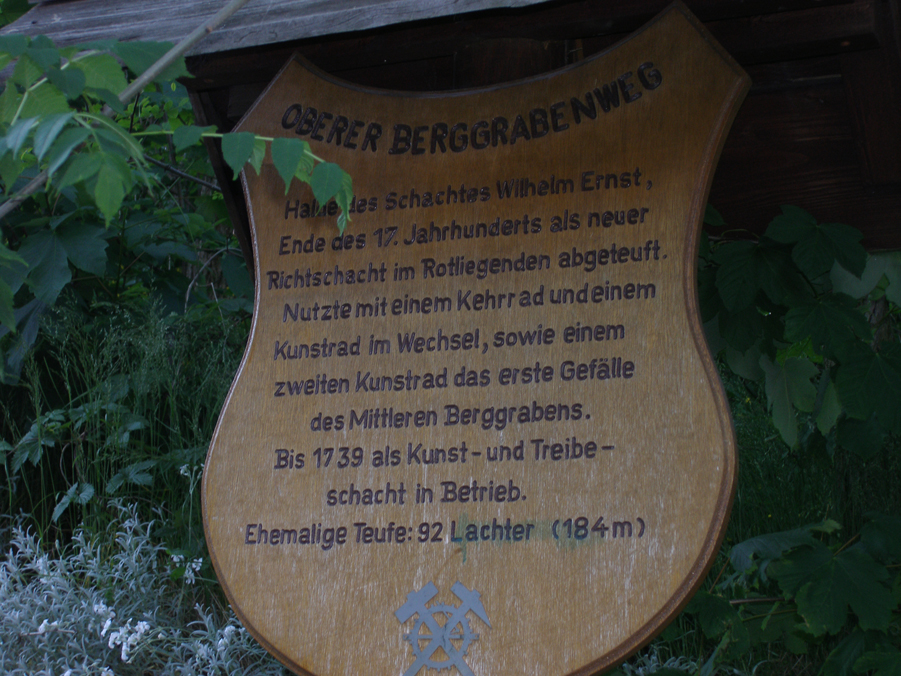 OBERER BERGGRABENWEG
Halde des Schachtes Wilhelm Ernst,
Ende des 17. Jahrhunderts als neuer
Richtschacht im Rotliegenden abgeteuft.
Nutzte mit einem Kehrrad und einem
Kunstrad im Wechsel, sowie einem
zweiten Kunstrad das erste Gefälle
des Mittleren Berggrabens.
Bis 1739 als Kunst- und Treibe-
schacht in Betrieb.
Ehemalige Teufe: 92 Lachter (184m)